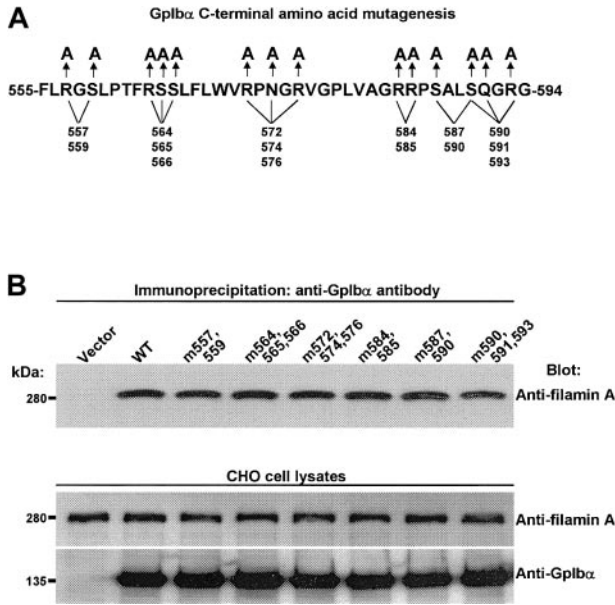 A
GpIbα C-terminal amino acid mutagenesis
A A AAA A A A AA A AA A
555-FLRGSLPTFRSSLFLWVRPNGRVGPLVAGRRPSALSQGRG-594
557 564 572 584 587 590
559 565 574 585 590 591
566 576 593
B
Immunoprecipitation: anti-GpIbα antibody
Vector WT m557, 559 m564, 565,566 m572, 574,576 m584, 585 m587, 590 m590, 591,593
kDa: Blot:
280 Anti-filamin A
CHO cell lysates
280 Anti-filamin A
135 Anti-GpIbα